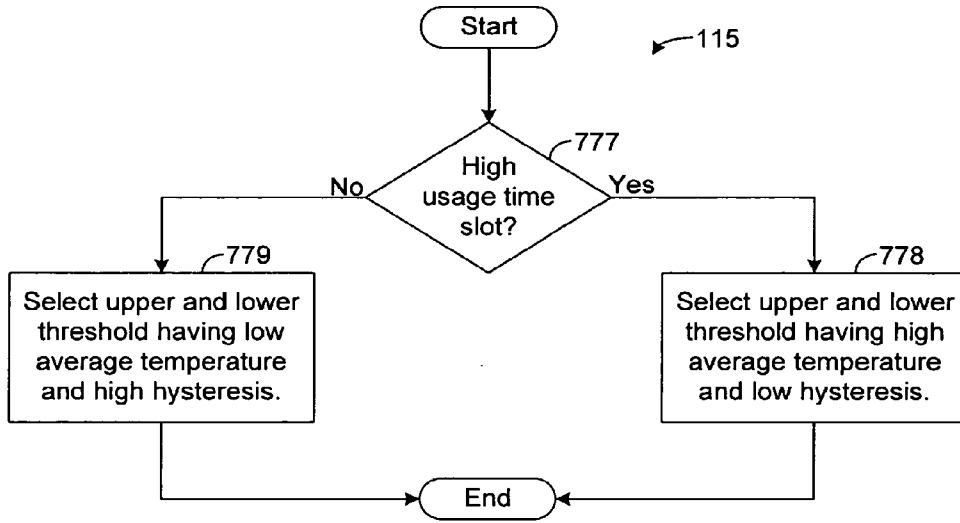 Start
115
777
High
usage time
slot?
No
Yes
779
778
Select upper and lower
threshold having low
average temperature
and high hysteresis.
Select upper and lower
threshold having high
average temperature
and low hysteresis.
End